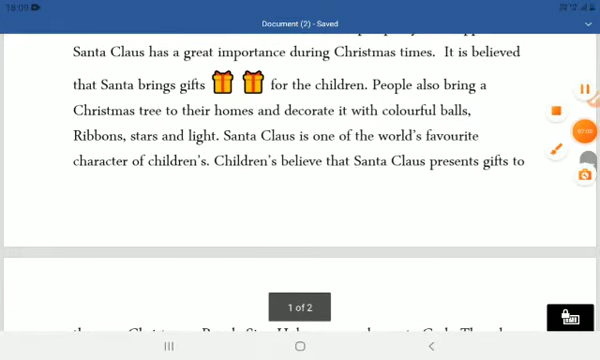 18:09
Document (2) - Saved
Santa Claus has a great importance during Christmas times.  It is believed
that Santa brings gifts 🎁 🎁 for the children. People also bring a
Christmas tree to their homes and decorate it with colourful balls,
Ribbons, stars and light. Santa Claus is one of the world's favourite
character of children's. Children's believe that Santa Claus presents gifts to
1 of 2